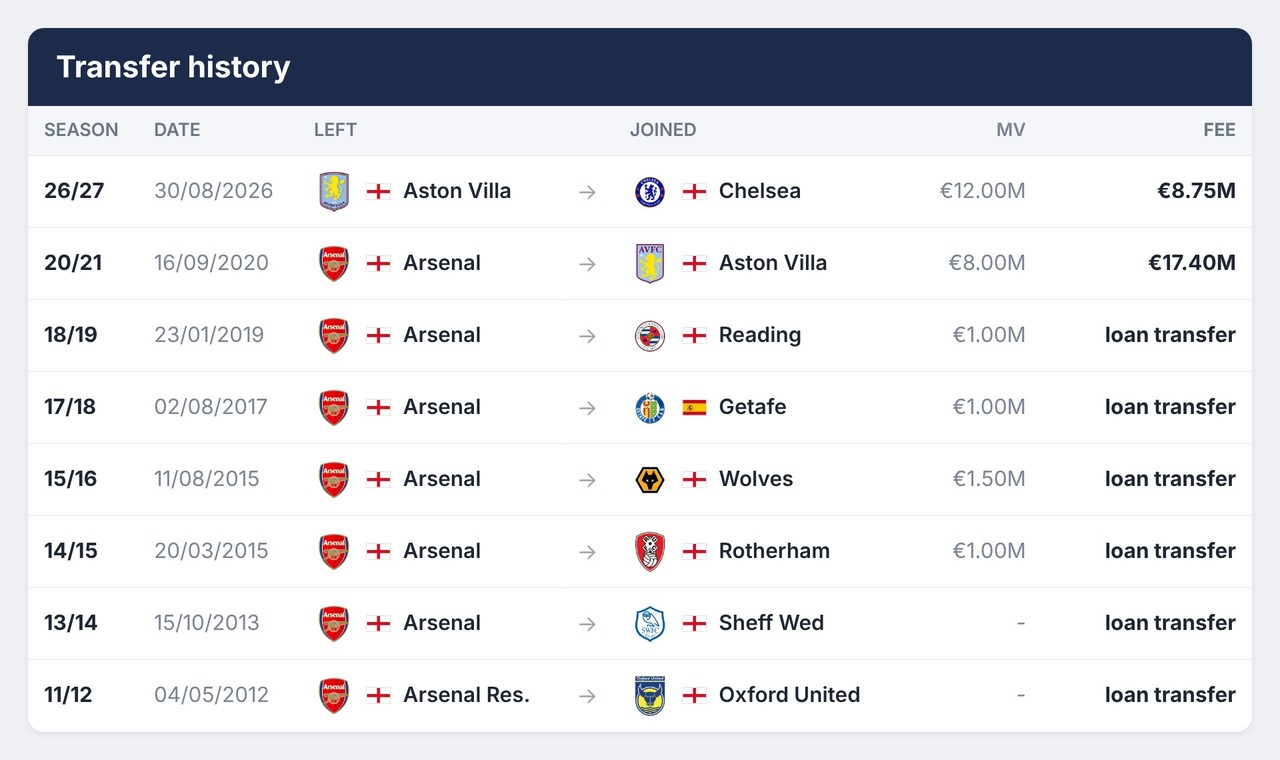 Transfer history
SEASON DATE LEFT JOINED MV FEE
26/27 30/08/2026 Aston Villa → Chelsea €12.00M €8.75M
20/21 16/09/2020 Arsenal → AVFC Aston Villa €8.00M €17.40M
18/19 23/01/2019 Arsenal → Reading €1.00M loan transfer
17/18 02/08/2017 Arsenal → Getafe €1.00M loan transfer
15/16 11/08/2015 Arsenal → Wolves €1.50M loan transfer
14/15 20/03/2015 Arsenal → Rotherham €1.00M loan transfer
13/14 15/10/2013 Arsenal → Sheff Wed - loan transfer
11/12 04/05/2012 Arsenal Res. → Oxford United - loan transfer